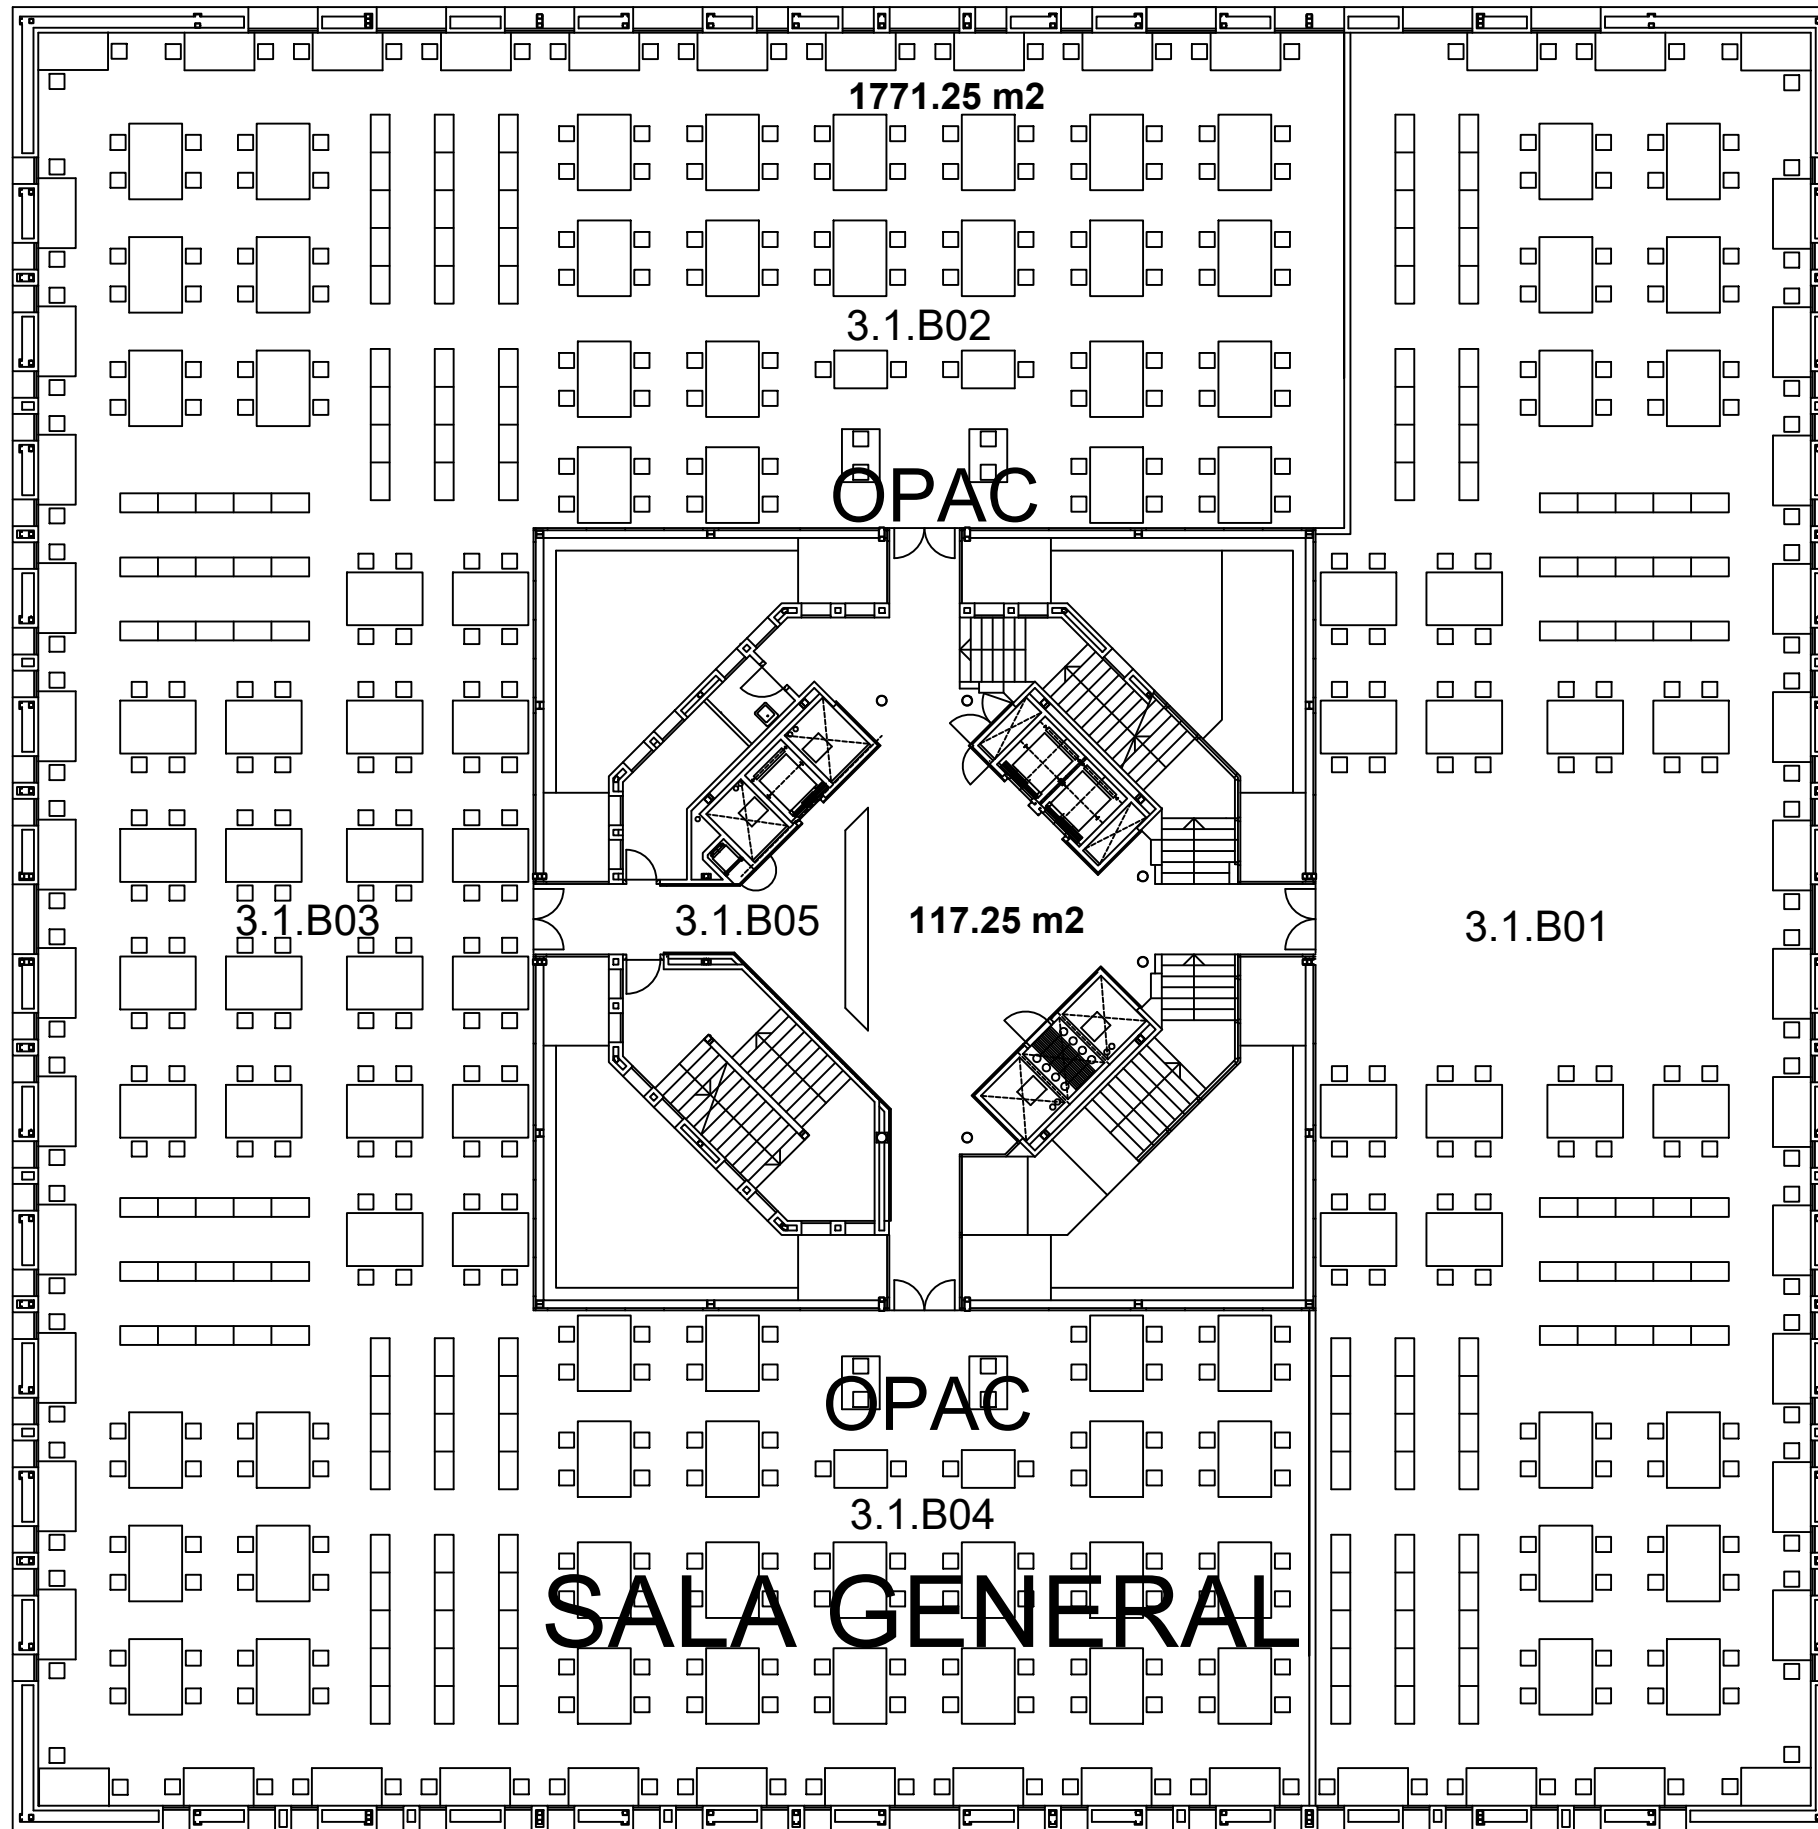 1771.25 m2
3.1.B02
OPAC
3.1.B03
3.1.B05
117.25 m2
3.1.B01
OPAC
3.1.B04
SALA GENERAL